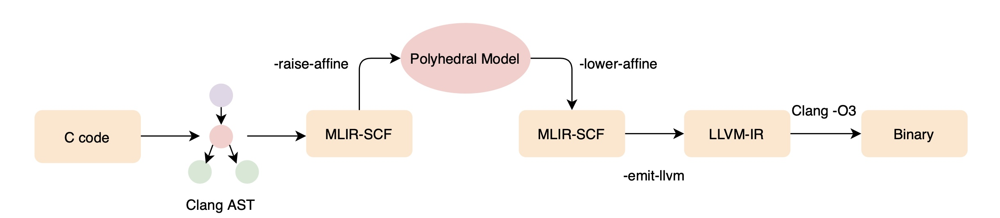 C code
Clang AST
MLIR-SCF
-raise-affine
Polyhedral Model
-lower-affine
MLIR-SCF
-emit-llvm
LLVM-IR
Clang -O3
Binary